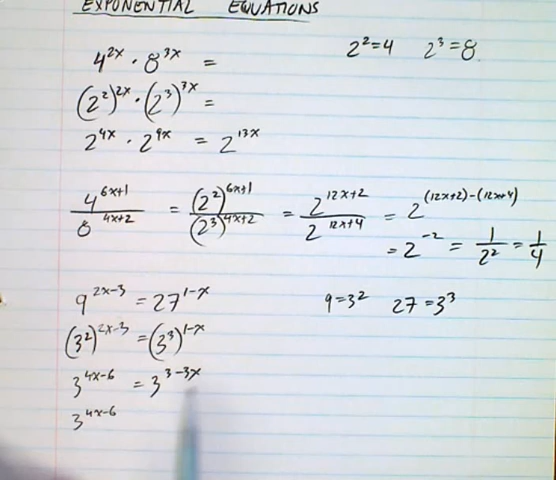 EXPONENTIAL EQUATIONS
4^{2x} · 8^{3x} = 2^2=4 2^3=8
(2^2)^{2x} · (2^3)^{3x} =
2^{4x} · 2^{9x} = 2^{13x}
4^{6x+1}/8^{4x+2} = (2^2)^{6x+1}/(2^3)^{4x+2} = 2^{12x+2}/2^{12x+4} = 2^{(12x+2)-(12x+4)}
= 2^{-2} = 1/2^2 = 1/4
9^{2x-3} = 27^{1-x} 9=3^2 27=3^3
(3^2)^{2x-3} = (3^3)^{1-x}
3^{4x-6} = 3^{3-3x}
3^{4x-6}